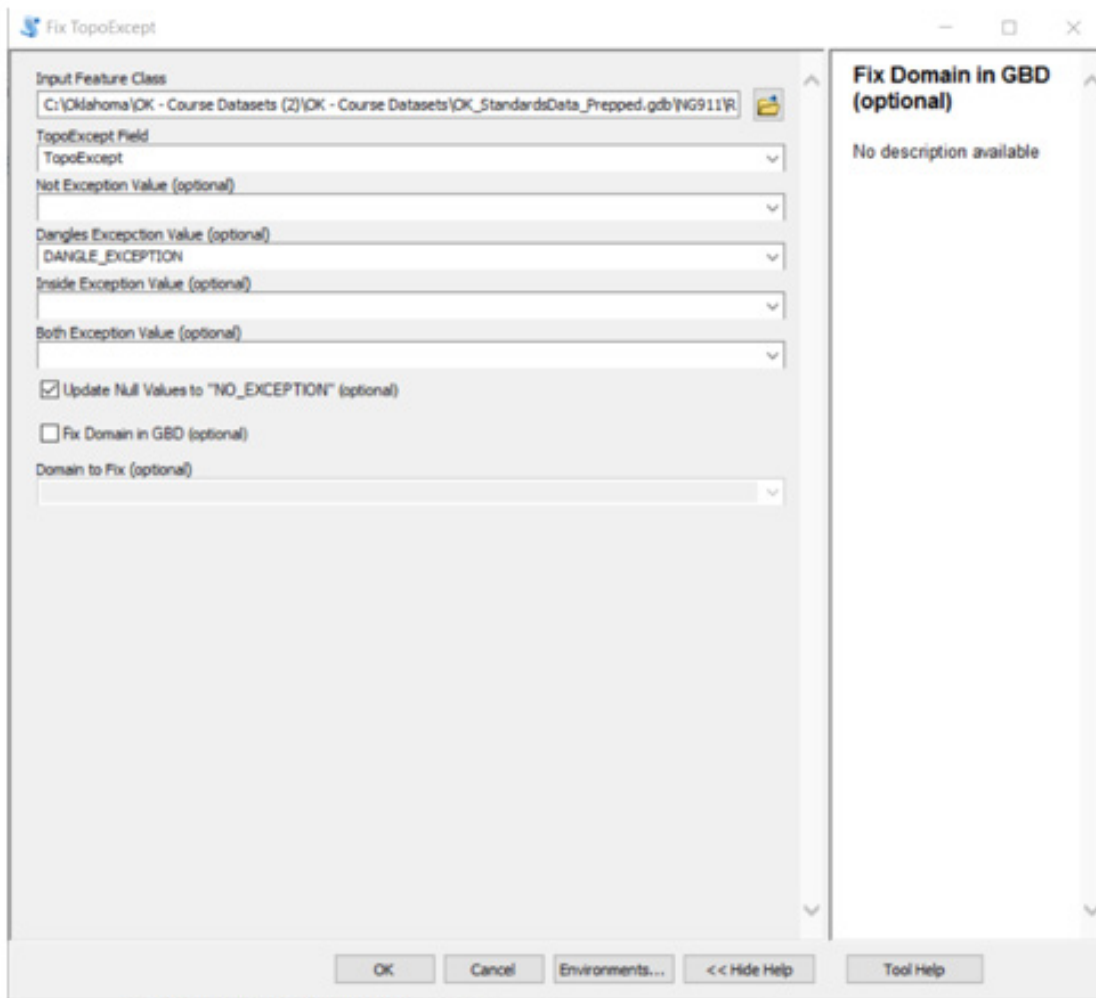 Fix TopoExcept
Input Feature Class
C:\Oklahoma\OK - Course Datasets (2)\OK - Course Datasets\OK_StandardsData_Prepped.gdb\NG911\R
TopoExcept Field
TopoExcept
Not Exception Value (optional)
Dangles Excepction Value (optional)
DANGLE_EXCEPTION
Inside Exception Value (optional)
Both Exception Value (optional)
Update Null Values to "NO_EXCEPTION" (optional)
Fix Domain in GBD (optional)
Domain to Fix (optional)
Fix Domain in GBD
(optional)
No description available
OK
Cancel
Environments...
<< Hide Help
Tool Help